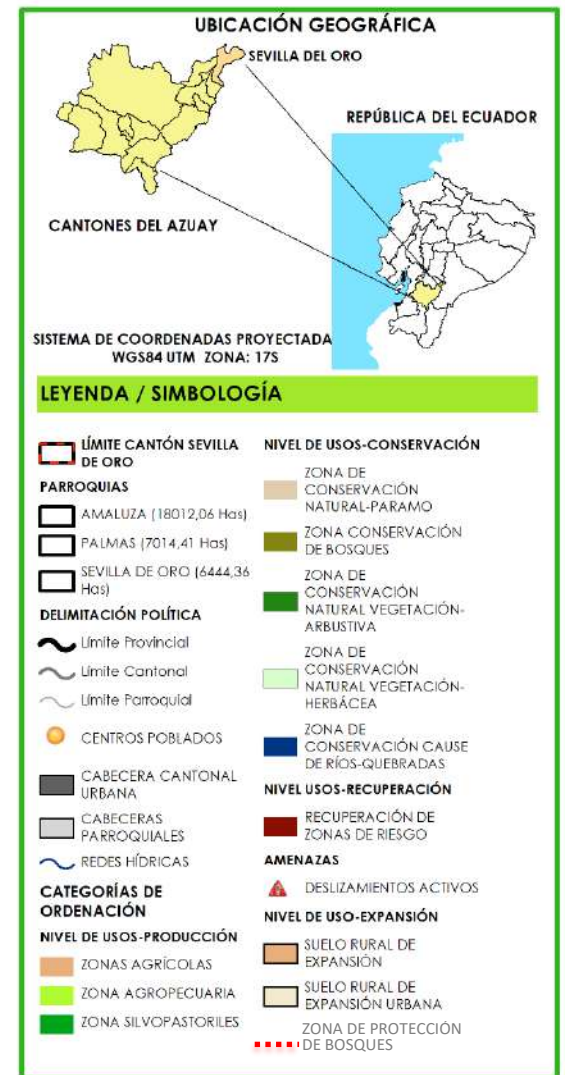 UBICACIÓN GEOGRÁFICA
SEVILLA DEL ORO
REPÚBLICA DEL ECUADOR
CANTONES DEL AZUAY
SISTEMA DE COORDENADAS PROYECTADA
WGS84 UTM ZONA: 17S
LEYENDA / SIMBOLOGÍA
LÍMITE CANTÓN SEVILLA
DE ORO
PARROQUIAS
AMALUZA (18012,06 Has)
PALMAS (7014,41 Has)
SEVILLA DE ORO (6444,36
Has)
DELIMITACIÓN POLÍTICA
Límite Provincial
Límite Cantonal
Límite Parroquial
CENTROS POBLADOS
CABECERA CANTONAL
URBANA
CABECERAS
PARROQUIALES
REDES HÍDRICAS
CATEGORÍAS DE
ORDENACIÓN
NIVEL DE USOS-PRODUCCIÓN
ZONAS AGRÍCOLAS
ZONA AGROPECUARIA
ZONA SILVOPASTORILES
NIVEL DE USOS-CONSERVACIÓN
ZONA DE
CONSERVACIÓN
NATURAL-PARAMO
ZONA CONSERVACIÓN
DE BOSQUES
ZONA DE
CONSERVACIÓN
NATURAL VEGETACIÓN-
ARBUSTIVA
ZONA DE
CONSERVACIÓN
NATURAL VEGETACIÓN-
HERBÁCEA
ZONA DE
CONSERVACIÓN CAUSE
DE RÍOS-QUEBRADAS
NIVEL USOS-RECUPERACIÓN
RECUPERACIÓN DE
ZONAS DE RIESGO
AMENAZAS
DESLIZAMIENTOS ACTIVOS
NIVEL DE USO-EXPANSIÓN
SUELO RURAL DE
EXPANSIÓN
SUELO RURAL DE
EXPANSIÓN URBANA
ZONA DE PROTECCIÓN
DE BOSQUES